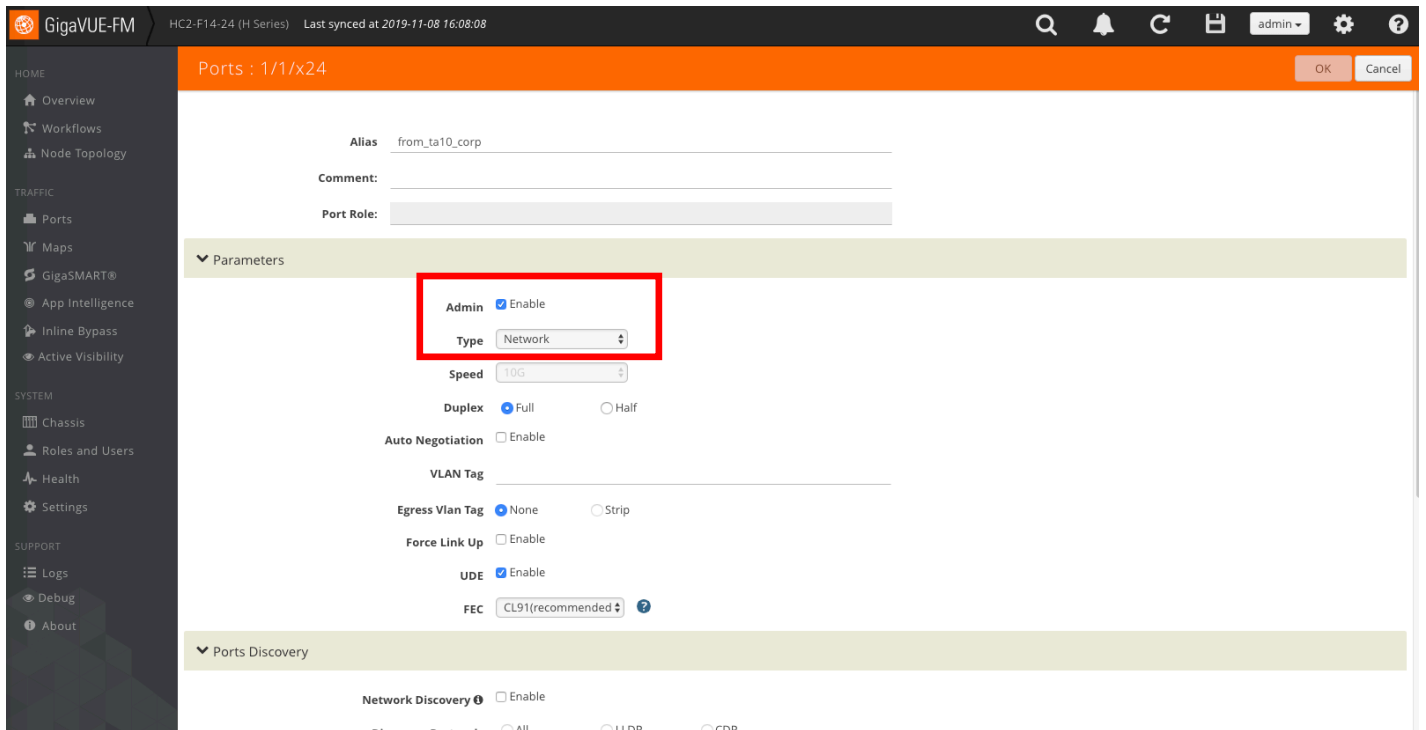 GigaVUE-FM HC2-F14-24 (H Series) Last synced at 2019-11-08 16:08:08 admin
HOME
Overview
Workflows
Node Topology
TRAFFIC
Ports
Maps
GigaSMART®
App Intelligence
Inline Bypass
Active Visibility
SYSTEM
Chassis
Roles and Users
Health
Settings
SUPPORT
Logs
Debug
About
Ports : 1/1/x24 OK Cancel
Alias from_ta10_corp
Comment:
Port Role:
Parameters
Admin Enable
Type Network
Speed 10G
Duplex Full Half
Auto Negotiation Enable
VLAN Tag
Egress Vlan Tag None Strip
Force Link Up Enable
UDE Enable
FEC CL91(recommended
Ports Discovery
Network Discovery Enable
All LLDP CDP